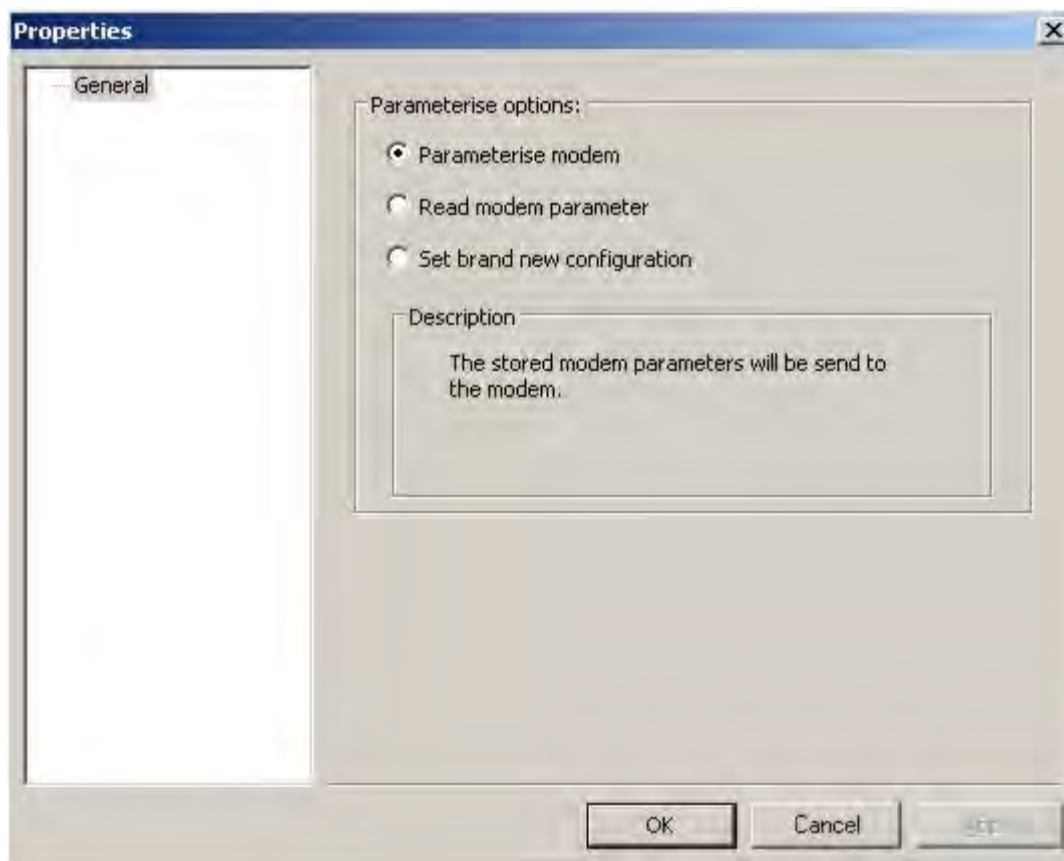 Properties
General
Parameterise options:
Parameterise modem
Read modem parameter
Set brand new configuration
Description
The stored modem parameters will be send to
the modem.
OK
Cancel